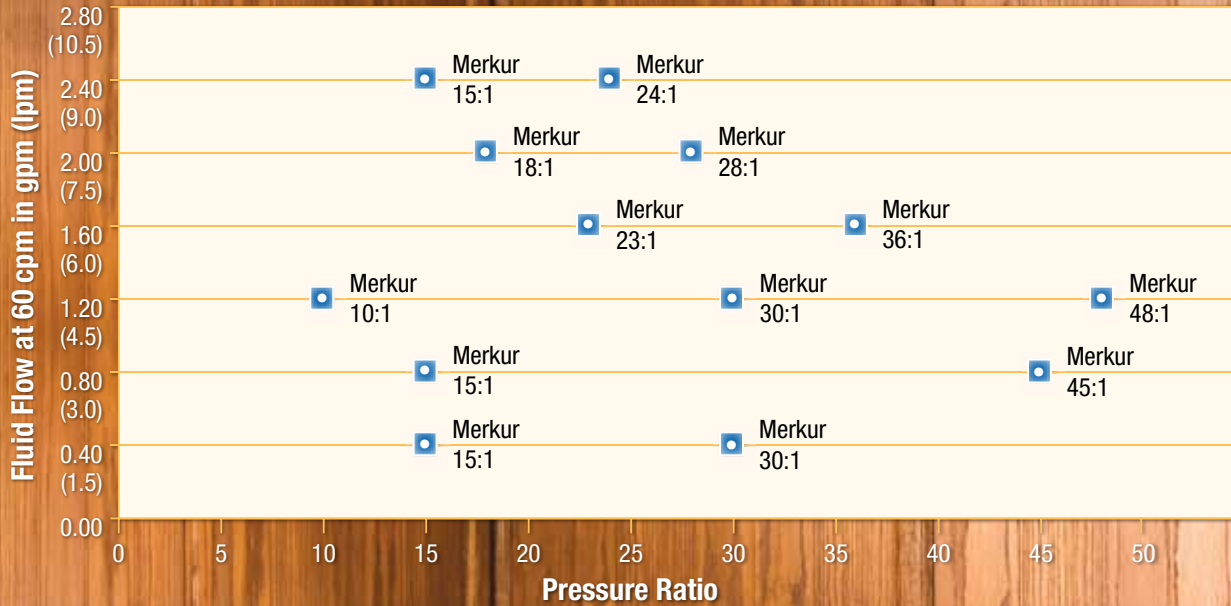 Fluid Flow at 60 cpm in gpm (lpm)
2.80
(10.5)
2.40
(9.0)
2.00
(7.5)
1.60
(6.0)
1.20
(4.5)
0.80
(3.0)
0.40
(1.5)
0.00
Merkur
15:1
Merkur
24:1
Merkur
18:1
Merkur
28:1
Merkur
23:1
Merkur
36:1
Merkur
10:1
Merkur
30:1
Merkur
48:1
Merkur
15:1
Merkur
45:1
Merkur
15:1
Merkur
30:1
0 5 10 15 20 25 30 35 40 45 50
Pressure Ratio